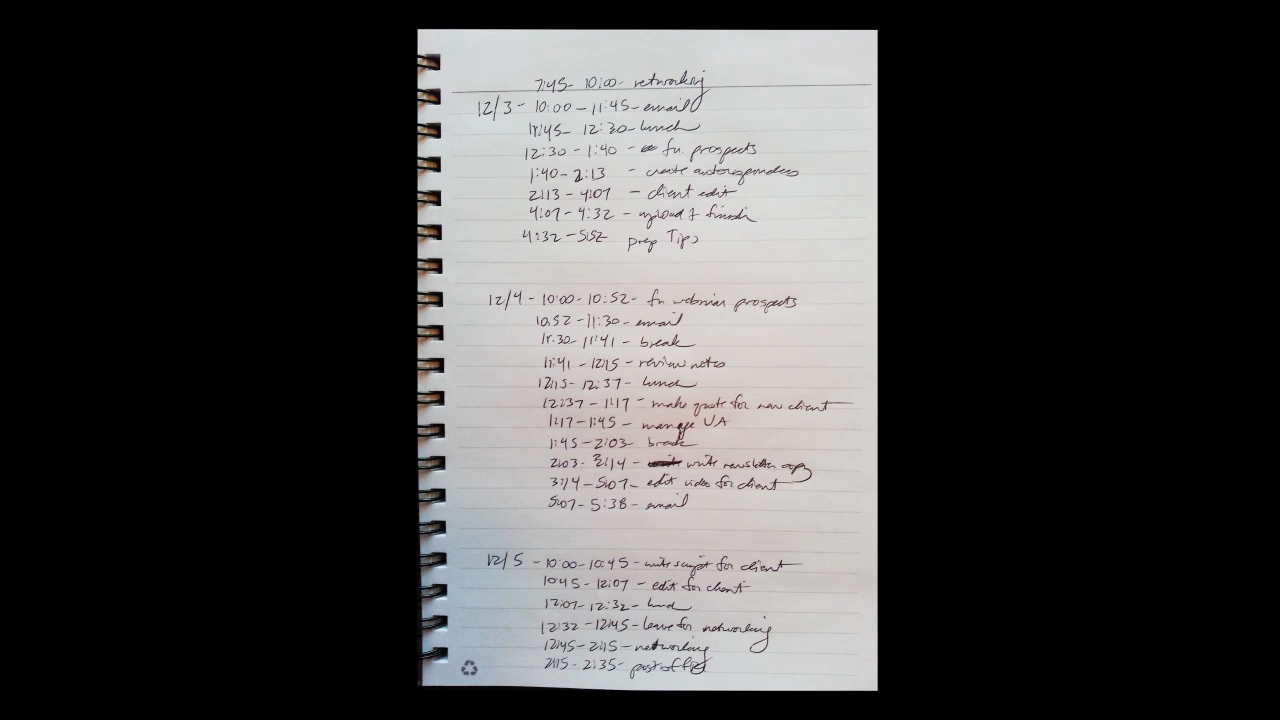 7:45- 10:00- networking
12/3 - 10:00 - 11:45 - email
11:45- 12:30- lunch
12:30 - 1:40 - fu prospects
1:40 - 2:13 - create autoresponders
2:13 - 4:07 - client edit
4:07 - 4:32 - upload & finish
4:32 - 5:52 prep Tips
12/4 - 10:00 - 10:52 - fu webinar prospects
10:52 - 11:30 - email
11:30- 11:41 - break
11:41 - 12:15 - review notes
12:15- 12:37- lunch
12:37 - 1:17 - make quote for new client
1:17 - 1:45 - manage VA
1:45 - 2:03- break
2:03- 3:14 - write newsletter copy
3:14 - 5:07- edit video for client
5:07- 5:38 - email
12/5 - 10:00 - 10:45 - write script for client
10:45 - 12:07 - edit for client
12:07- 12:32- lunch
12:32 - 12:45 - leave for networking
12:45 - 2:15- networking
2:15 - 2:35- post office